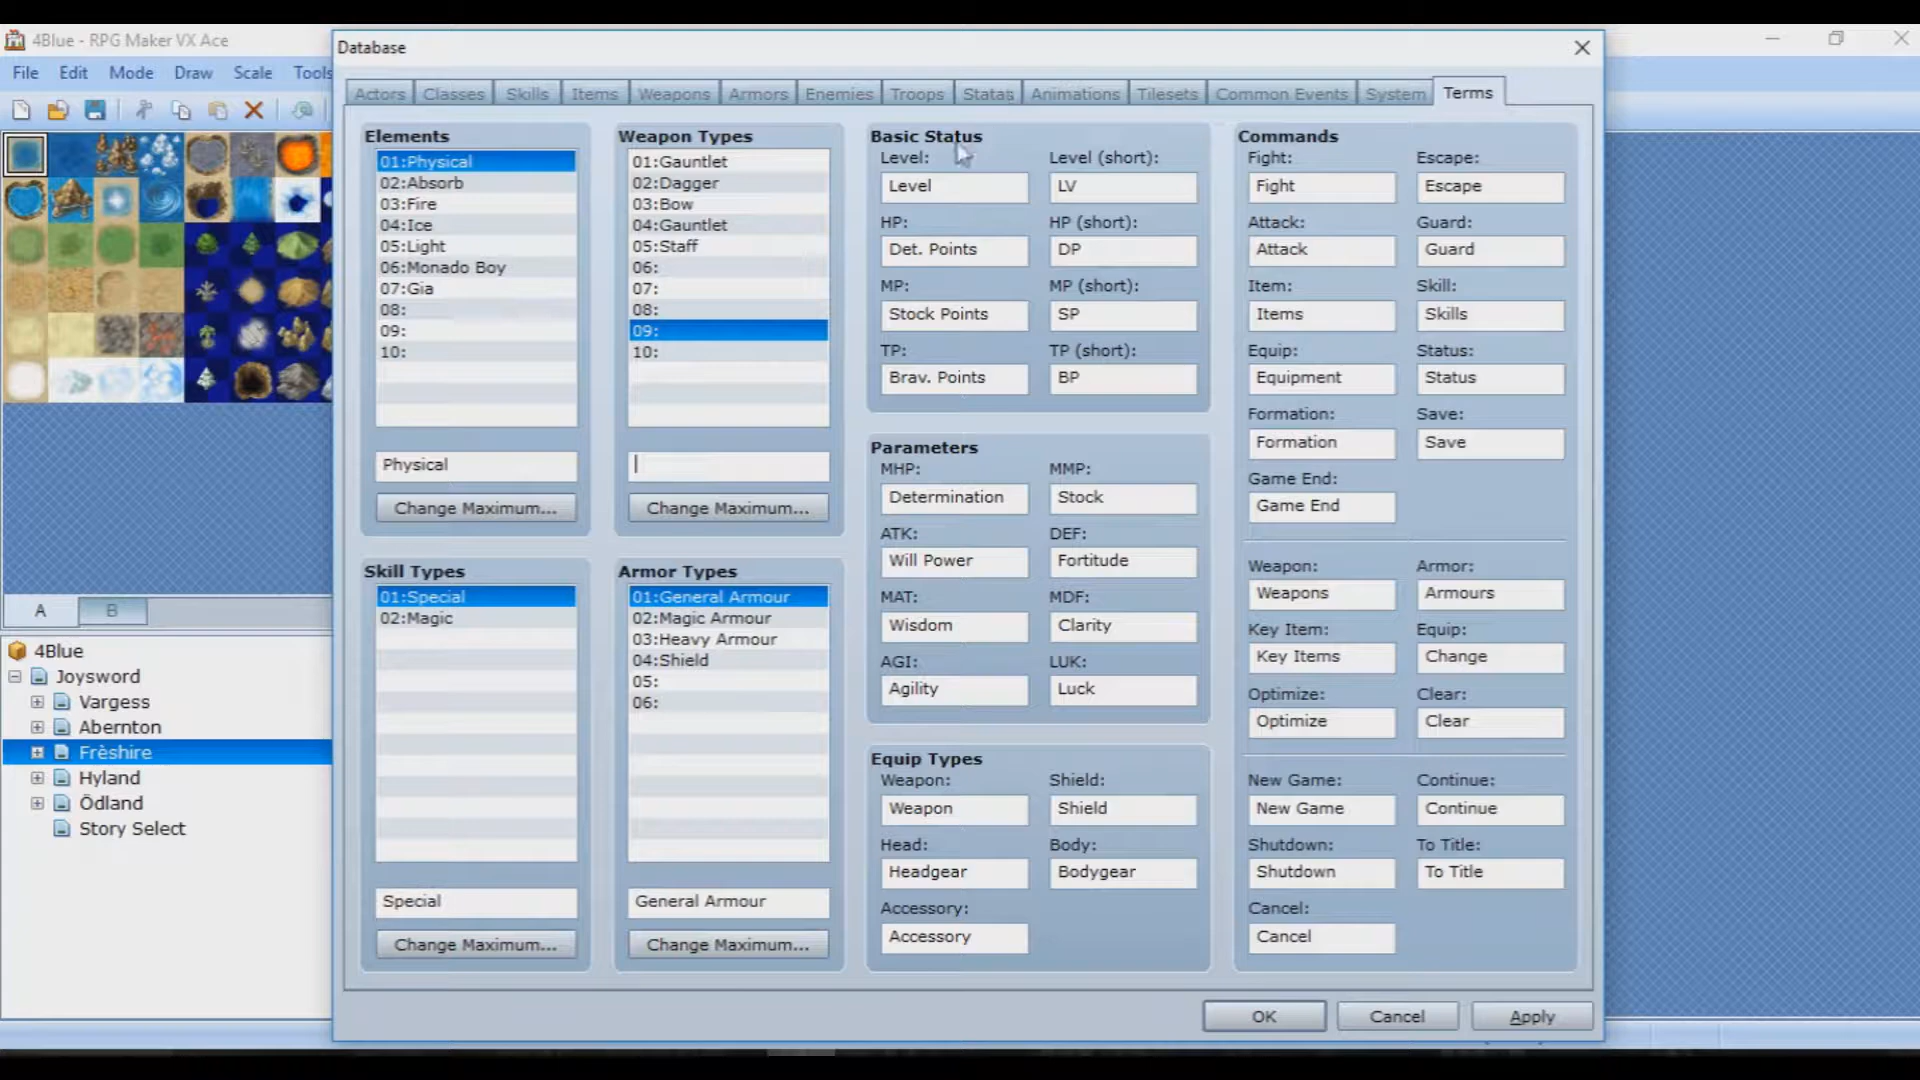 4Blue - RPG Maker VX Ace
File Edit Mode Draw Scale Tools
Database
Actors Classes Skills Items Weapons Armors Enemies Troops States Animations Tilesets Common Events System Terms
Elements
01:Physical
02:Absorb
03:Fire
04:Ice
05:Light
06:Monado Boy
07:Gia
08:
09:
10:
Physical
Change Maximum...
Weapon Types
01:Gauntlet
02:Dagger
03:Bow
04:Gauntlet
05:Staff
06:
07:
08:
09:
10:
Change Maximum...
Skill Types
01:Special
02:Magic
Special
Change Maximum...
Armor Types
01:General Armour
02:Magic Armour
03:Heavy Armour
04:Shield
05:
06:
General Armour
Change Maximum...
Basic Status
Level: Level (short):
Level LV
HP: HP (short):
Det. Points DP
MP: MP (short):
Stock Points SP
TP: TP (short):
Brav. Points BP
Parameters
MHP: MMP:
Determination Stock
ATK: DEF:
Will Power Fortitude
MAT: MDF:
Wisdom Clarity
AGI: LUK:
Agility Luck
Equip Types
Weapon: Shield:
Weapon Shield
Head: Body:
Headgear Bodygear
Accessory:
Accessory
Commands
Fight: Escape:
Fight Escape
Attack: Guard:
Attack Guard
Item: Skill:
Items Skills
Equip: Status:
Equipment Status
Formation: Save:
Formation Save
Game End:
Game End
Weapon: Armor:
Weapons Armours
Key Item: Equip:
Key Items Change
Optimize: Clear:
Optimize Clear
New Game: Continue:
New Game Continue
Shutdown: To Title:
Shutdown To Title
Cancel:
Cancel
OK Cancel Apply
A B
4Blue
Joysword
Vargess
Abernton
Frèshire
Hyland
Ödland
Story Select